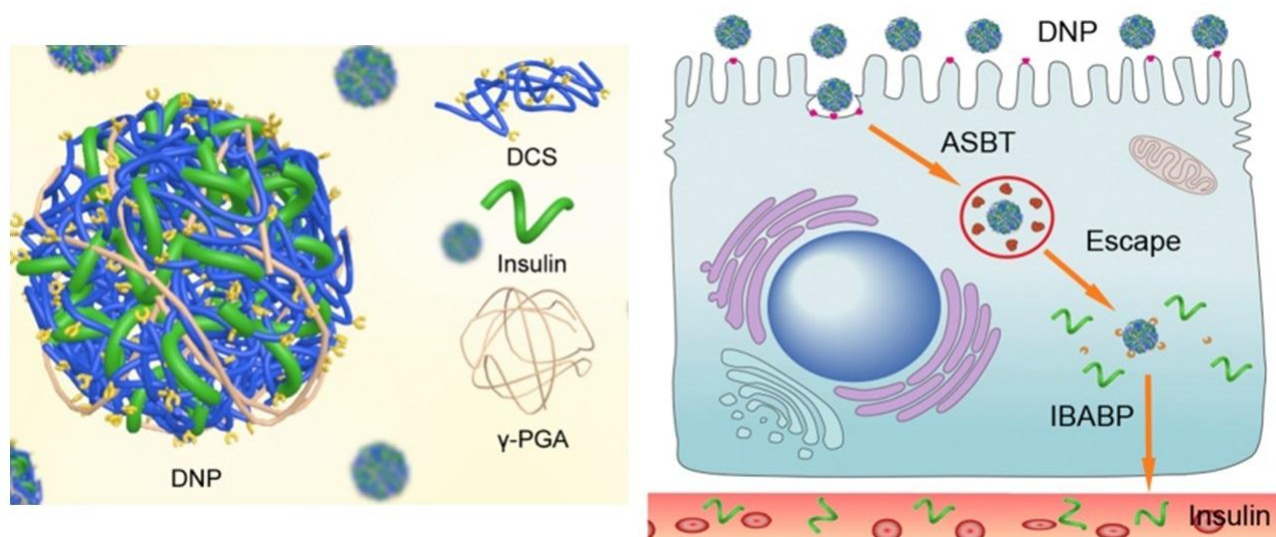 DCS
Insulin
γ-PGA
DNP
DNP
ASBT
Escape
IBABP
Insulin